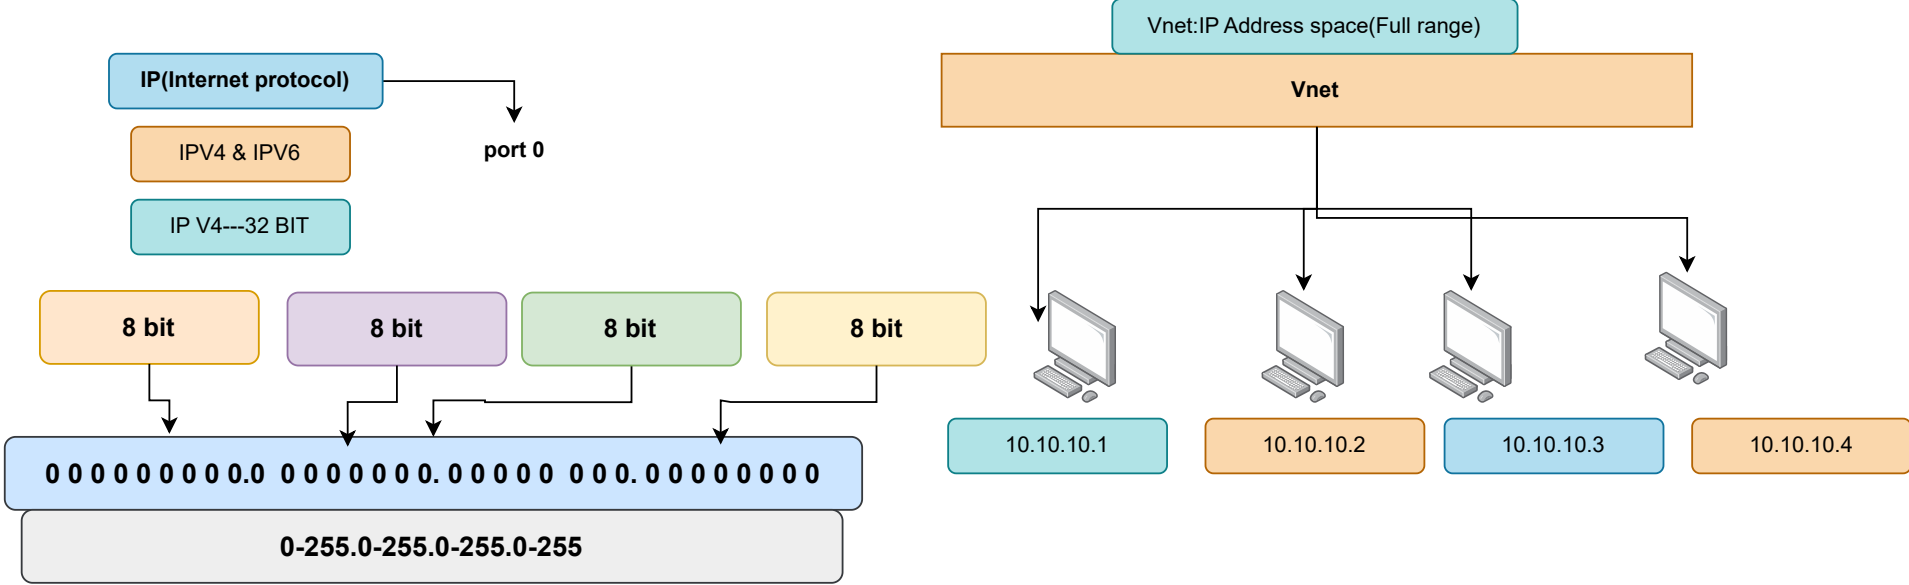 IP(Internet protocol)
port 0
IPV4 & IPV6
IP V4---32 BIT
8 bit
8 bit
8 bit
8 bit
0 0 0 0 0 0 0 0 0.0  0 0 0 0 0 0 0. 0 0 0 0 0  0 0 0. 0 0 0 0 0 0 0 0
0-255.0-255.0-255.0-255
Vnet:IP Address space(Full range)
Vnet
10.10.10.1
10.10.10.2
10.10.10.3
10.10.10.4